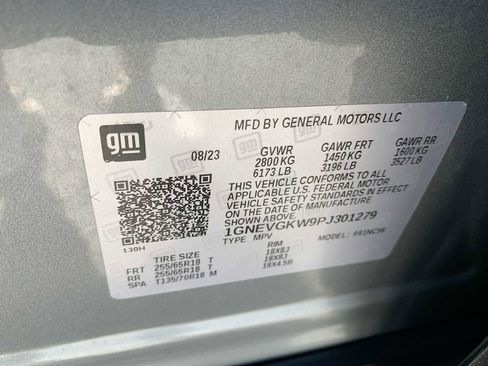 gm
MFD BY GENERAL MOTORS LLC
08/23 GVWR GAWR FRT GAWR RR
2800 KG 1450 KG 1600 KG
6173 LB 3196 LB 3527 LB
THIS VEHICLE CONFORMS TO ALL
APPLICABLE U.S. FEDERAL MOTOR
VEHICLE SAFETY STANDARDS IN EFFECT
ON THE DATE OF MANUFACTURE
SHOWN ABOVE.
1GNEVGKW9PJ301279
TYPE: MPV MODEL:
130H
TIRE SIZE RIM
FRT 255/65R18 T 18X8J
RR 255/65R18 T 18X8J
SPA T135/70R18 M 18X4.5B